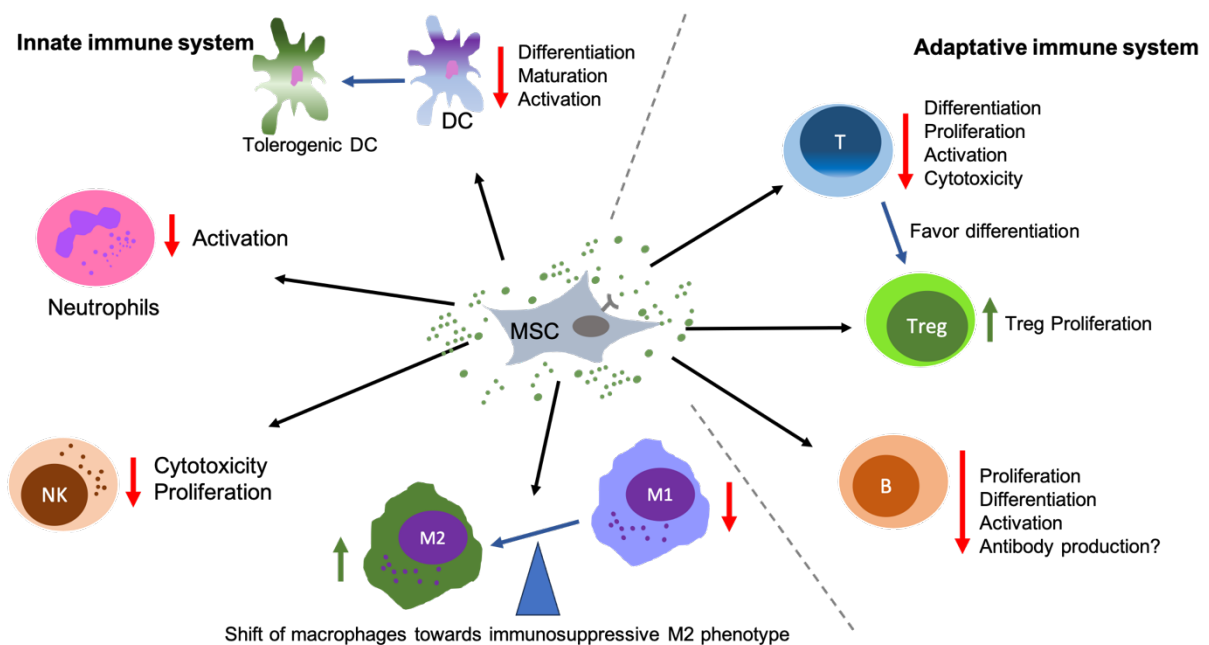 Innate immune system
Adaptative immune system
Differentiation
Maturation
Activation
DC
Tolerogenic DC
T
Differentiation
Proliferation
Activation
Cytotoxicity
Favor differentiation
Activation
Neutrophils
MSC
Treg
Treg Proliferation
NK
Cytotoxicity
Proliferation
M1
M2
B
Proliferation
Differentiation
Activation
Antibody production?
Shift of macrophages towards immunosuppressive M2 phenotype